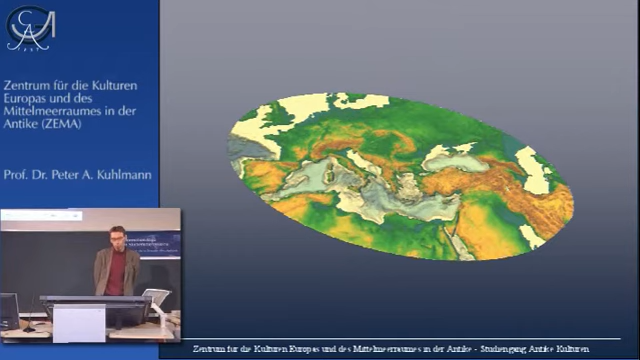 Zentrum für die Kulturen
Europas und des
Mittelmeerraumes in der
Antike (ZEMA)
Prof. Dr. Peter A. Kuhlmann
Zentrum für die Kulturen Europas und des Mittelmeerraumes in der Antike - Studiengang Antike Kulturen